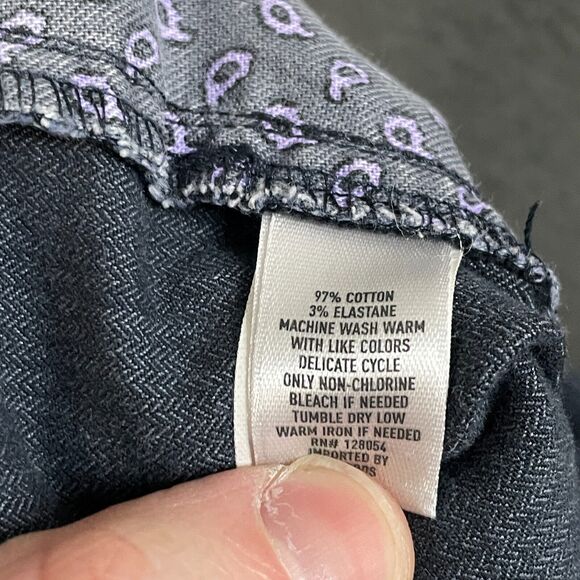 97% COTTON
3% ELASTANE
MACHINE WASH WARM
WITH LIKE COLORS
DELICATE CYCLE
ONLY NON-CHLORINE
BLEACH IF NEEDED
TUMBLE DRY LOW
WARM IRON IF NEEDED
RN# 128054
IMPORTED BY